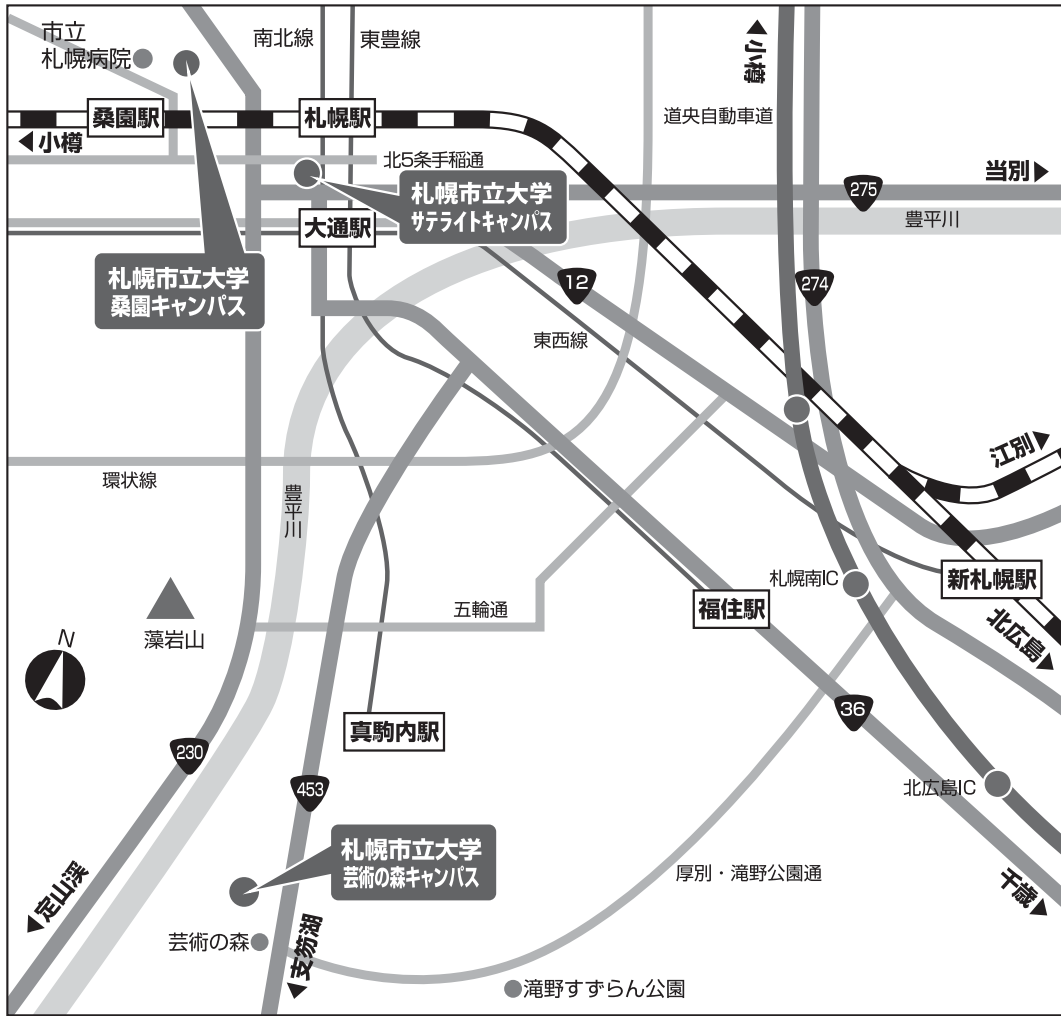 市立
札幌病院
南北線
東豊線
小樽
道央自動車道
桑園駅
札幌駅
小樽
北5条手稲通
札幌市立大学
サテライトキャンパス
275
当別
豊平川
大通駅
札幌市立大学
桑園キャンパス
12
274
東西線
江別
環状線
豊平川
札幌南IC
新札幌駅
福住駅
五輪通
藻岩山
北広島
N
真駒内駅
36
230
453
北広島IC
札幌市立大学
芸術の森キャンパス
厚別・滝野公園通
定山渓
千歳
芸術の森
支笏湖
滝野すずらん公園